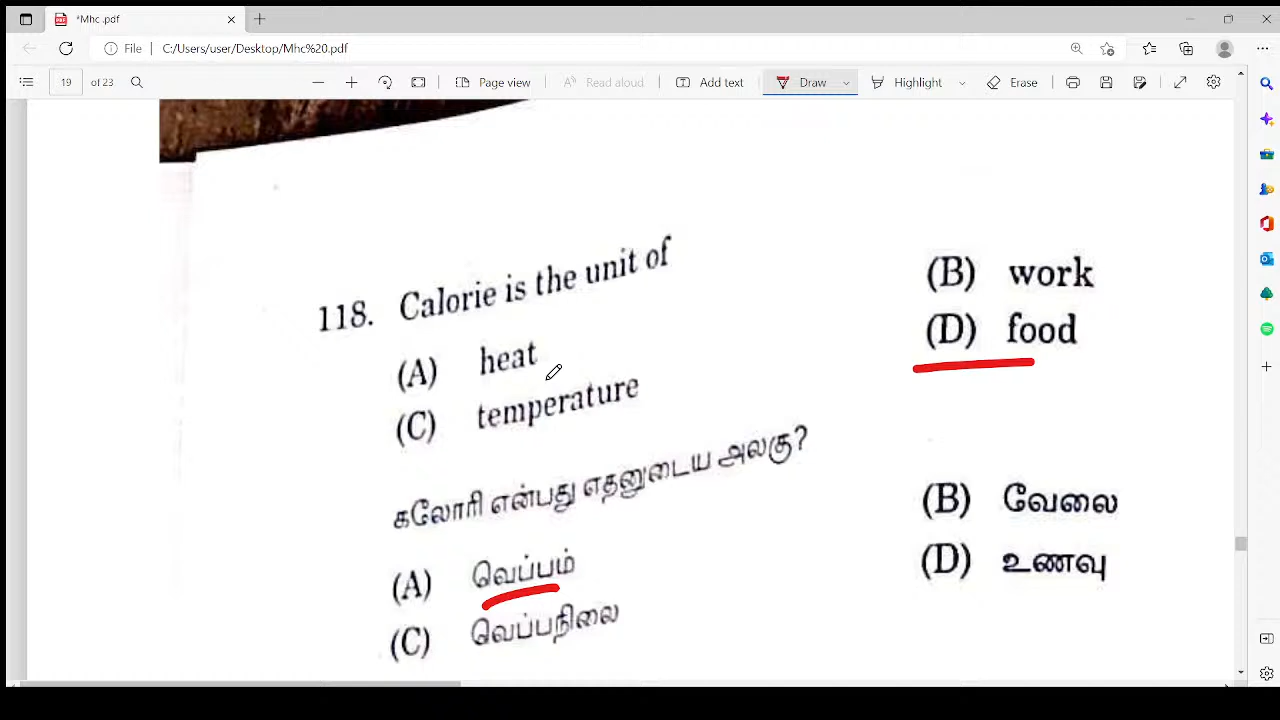 *Mhc .pdf
File
C:/Users/user/Desktop/Mhc%20.pdf
19 of 23
Page view
Read aloud
Add text
Draw
Highlight
Erase
118. Calorie is the unit of
(A) heat
(B) work
(C) temperature
(D) food
கலோரி என்பது எதனுடைய அலகு?
(A) வெப்பம்
(B) வேலை
(C) வெப்பநிலை
(D) உணவு